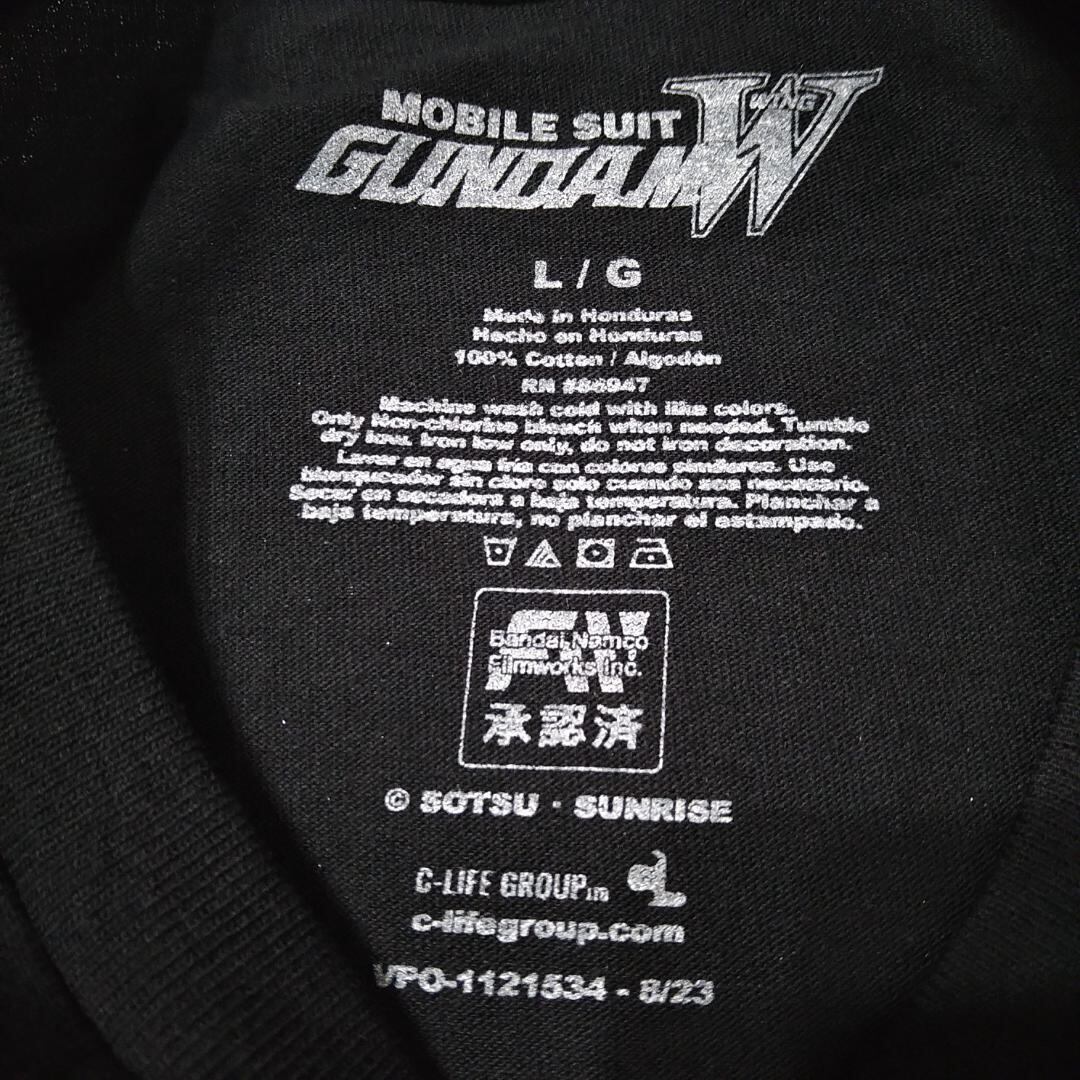 MOBILE SUIT
GUNDAM W
WING
L / G
Made in Honduras
Hecho en Honduras
100% Cotton / Algodón
RN #86947
Machine wash cold with like colors.
Only Non-chlorine bleach when needed. Tumble
dry low, Iron low only, do not iron decoration.
Lavar en agua fria con colores similares. Use
blanqueador sin cloro solo cuando sea necesario.
Secar en secadora a baja temperatura. Planchar a
baja temperatura, no planchar el estampado.
Bandai Namco
Filmworks Inc.
承認済
© SOTSU · SUNRISE
C-LIFE GROUP
c-lifegroup.com
VPO-1121534 - 8/23